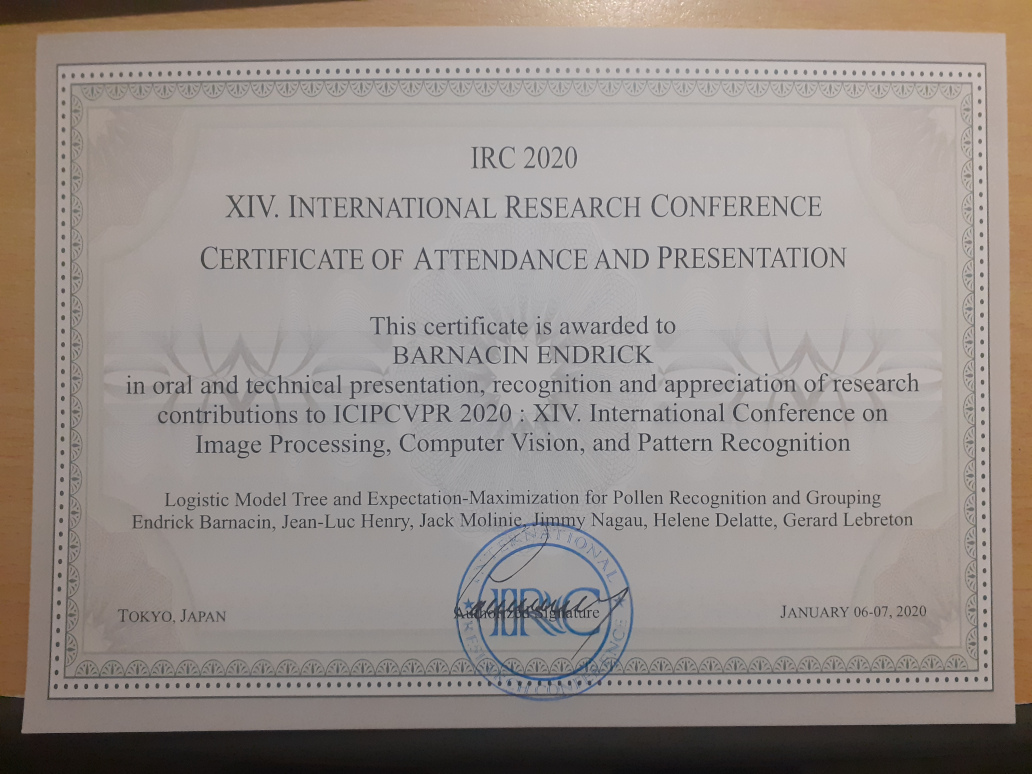 IRC 2020
XIV. INTERNATIONAL RESEARCH CONFERENCE
CERTIFICATE OF ATTENDANCE AND PRESENTATION
This certificate is awarded to
BARNACIN ENDRICK
in oral and technical presentation, recognition and appreciation of research
contributions to ICIPCVPR 2020 : XIV. International Conference on
Image Processing, Computer Vision, and Pattern Recognition
Logistic Model Tree and Expectation-Maximization for Pollen Recognition and Grouping
Endrick Barnacin, Jean-Luc Henry, Jack Molinie, Jimmy Nagau, Helene Delatte, Gerard Lebreton
INTERNATIONAL
IRC
RESEARCH CONFERENCE
TOKYO, JAPAN
Authorized Signature
JANUARY 06-07, 2020